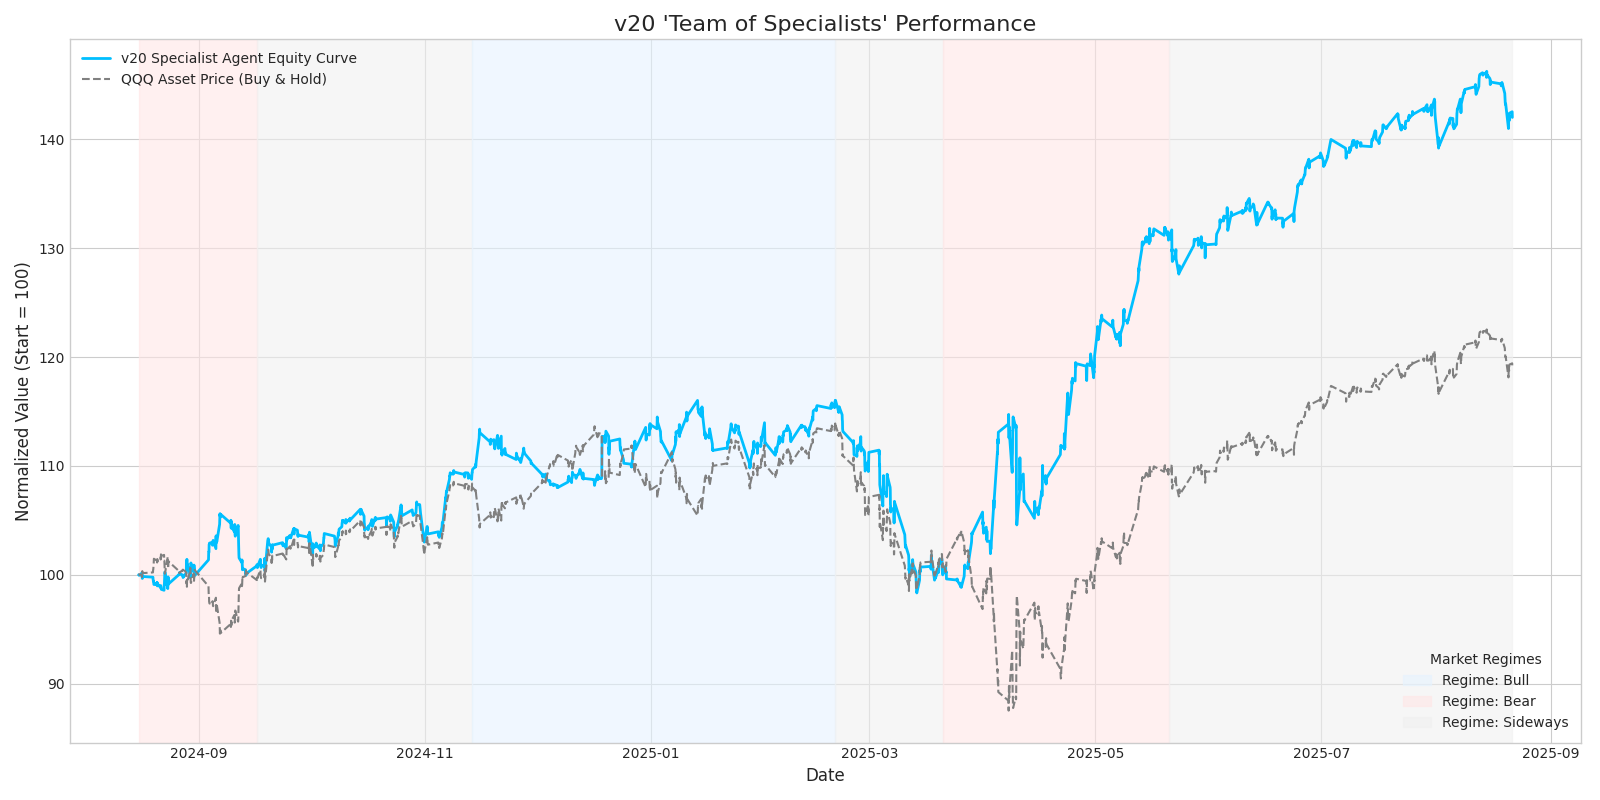 v20 'Team of Specialists' Performance
v20 Specialist Agent Equity Curve
QQQ Asset Price (Buy & Hold)
Normalized Value (Start = 100)
140
130
120
110
100
90
Market Regimes
Regime: Bull
Regime: Bear
Regime: Sideways
2024-09 2024-11 2025-01 2025-03 2025-05 2025-07 2025-09
Date